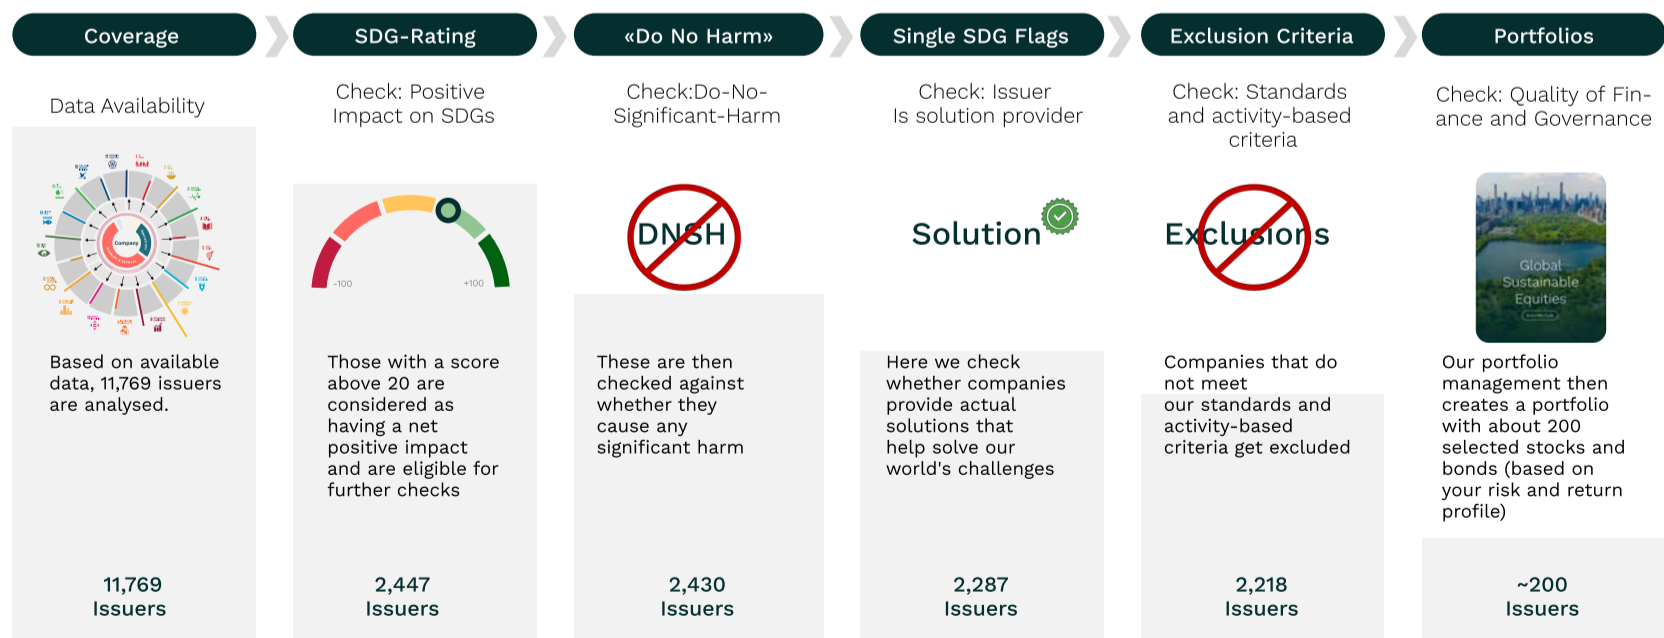 Coverage
Data Availability
Company
Based on available
data, 11,769 issuers
are analysed.
11,769
Issuers
SDG-Rating
Check: Positive
Impact on SDGs
-100
+100
Those with a score
above 20 are
considered as
having a net
positive impact
and are eligible for
further checks
2,447
Issuers
«Do No Harm»
Check:Do-No-
Significant-Harm
DNSH
These are then
checked against
whether they
cause any
significant harm
2,430
Issuers
Single SDG Flags
Check: Issuer
Is solution provider
Solution
Here we check
whether companies
provide actual
solutions that
help solve our
world's challenges
2,287
Issuers
Exclusion Criteria
Check: Standards
and activity-based
criteria
Exclusions
Companies that do
not meet
our standards and
activity-based
criteria get excluded
2,218
Issuers
Portfolios
Check: Quality of Fin-
ance and Governance
Global
Sustainable
Equities
Our portfolio
management then
creates a portfolio
with about 200
selected stocks and
bonds (based on
your risk and return
profile)
~200
Issuers